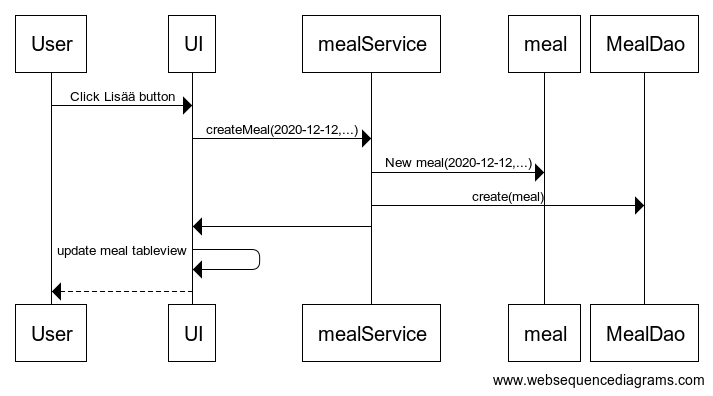 User
UI
mealService
meal
MealDao
Click Lisää button
createMeal(2020-12-12,...)
New meal(2020-12-12,...)
create(meal)
update meal tableview
User
UI
mealService
meal
MealDao
www.websequencediagrams.com